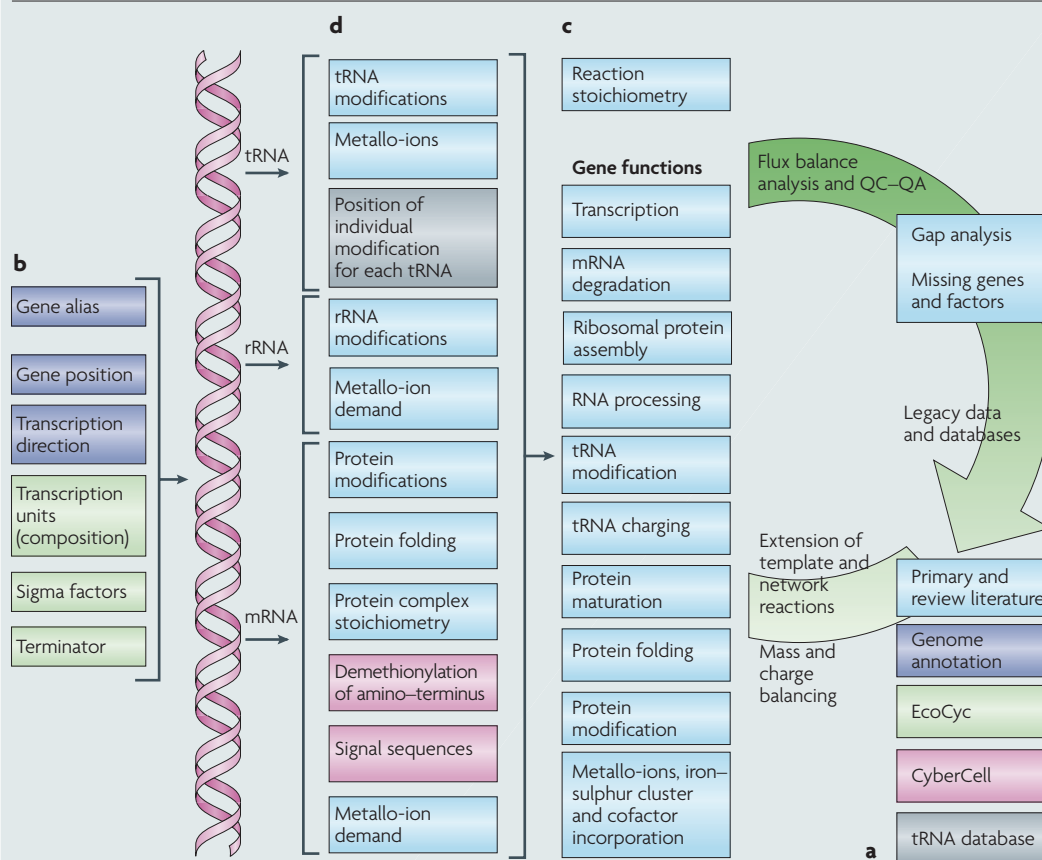 b
Gene alias
Gene position
Transcription
direction
Transcription
units
(composition)
Sigma factors
Terminator
tRNA
rRNA
mRNA
d
tRNA
modifications
Metallo-ions
Position of
individual
modification
for each tRNA
rRNA
modifications
Metallo-ion
demand
Protein
modifications
Protein folding
Protein complex
stoichiometry
Demethionylation
of amino–terminus
Signal sequences
Metallo-ion
demand
c
Reaction
stoichiometry
Gene functions
Transcription
mRNA
degradation
Ribosomal protein
assembly
RNA processing
tRNA
modification
tRNA charging
Protein
maturation
Protein folding
Protein
modification
Metallo-ions, iron–
sulphur cluster
and cofactor
incorporation
Flux balance
analysis and QC–QA
Gap analysis
Missing genes
and factors
Legacy data
and databases
Extension of
template and
network
reactions
Mass and
charge
balancing
Primary and
review literature
Genome
annotation
EcoCyc
CyberCell
tRNA database
a